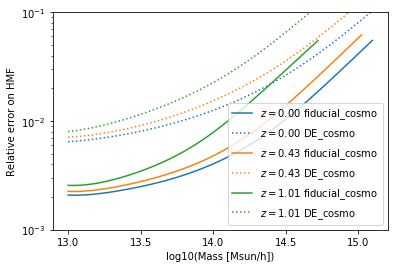 10⁻¹
10⁻²
10⁻³
Relative error on HMF
z = 0.00 fiducial_cosmo
z = 0.00 DE_cosmo
z = 0.43 fiducial_cosmo
z = 0.43 DE_cosmo
z = 1.01 fiducial_cosmo
z = 1.01 DE_cosmo
13.0 13.5 14.0 14.5 15.0
log10(Mass [Msun/h])